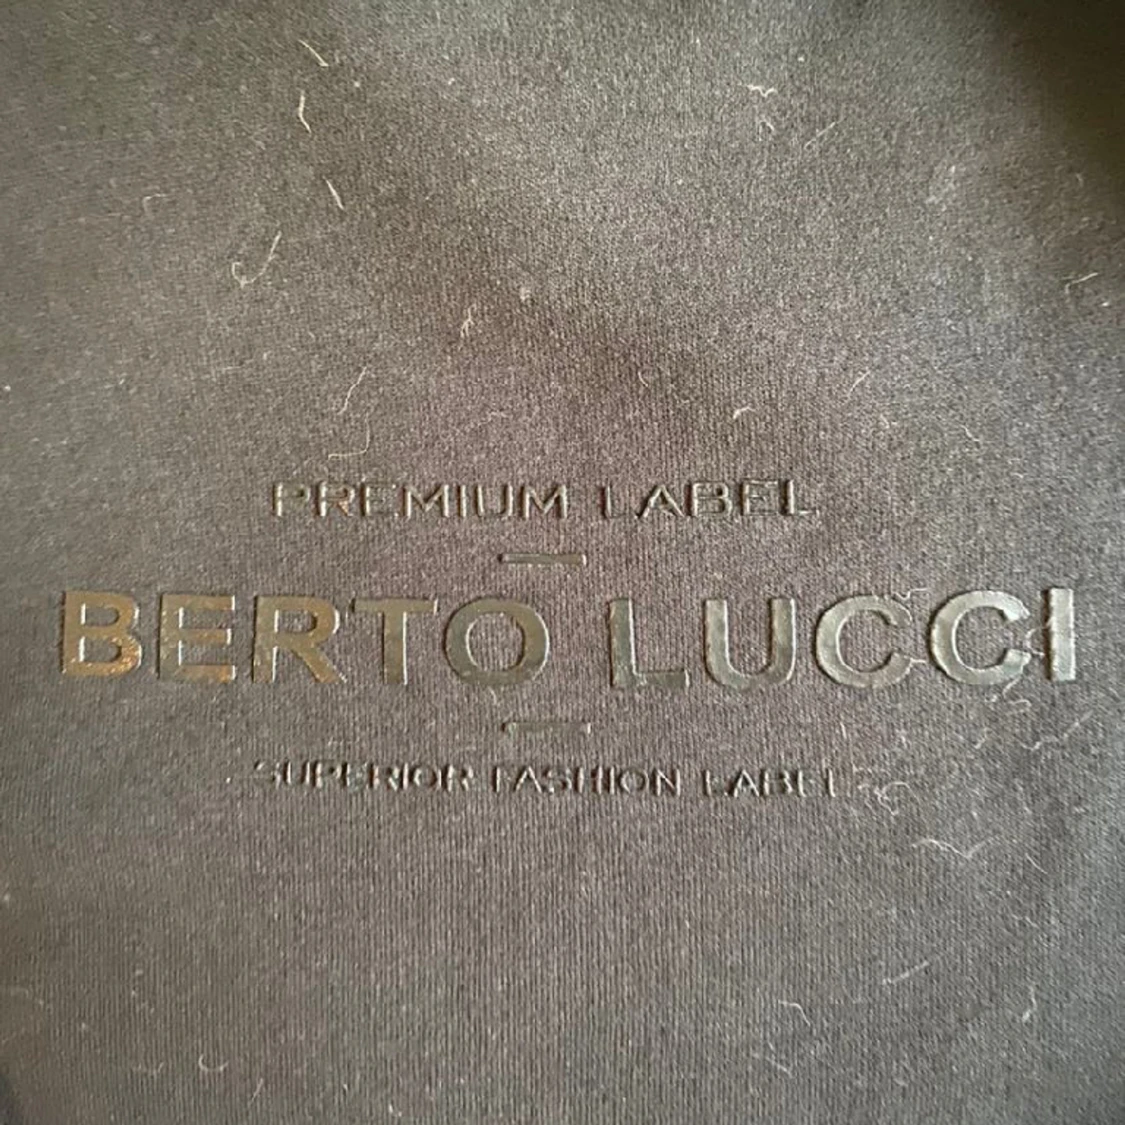 PREMIUM LABEL
BERTO LUCCI
SUPERIOR FASHION LABEL